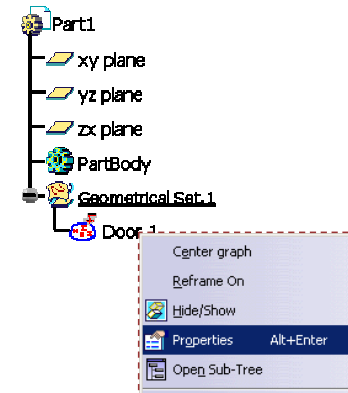 Part1
xy plane
yz plane
zx plane
PartBody
Geometrical Set.1
Door.1
Center graph
Reframe On
Hide/Show
Properties Alt+Enter
Open Sub-Tree